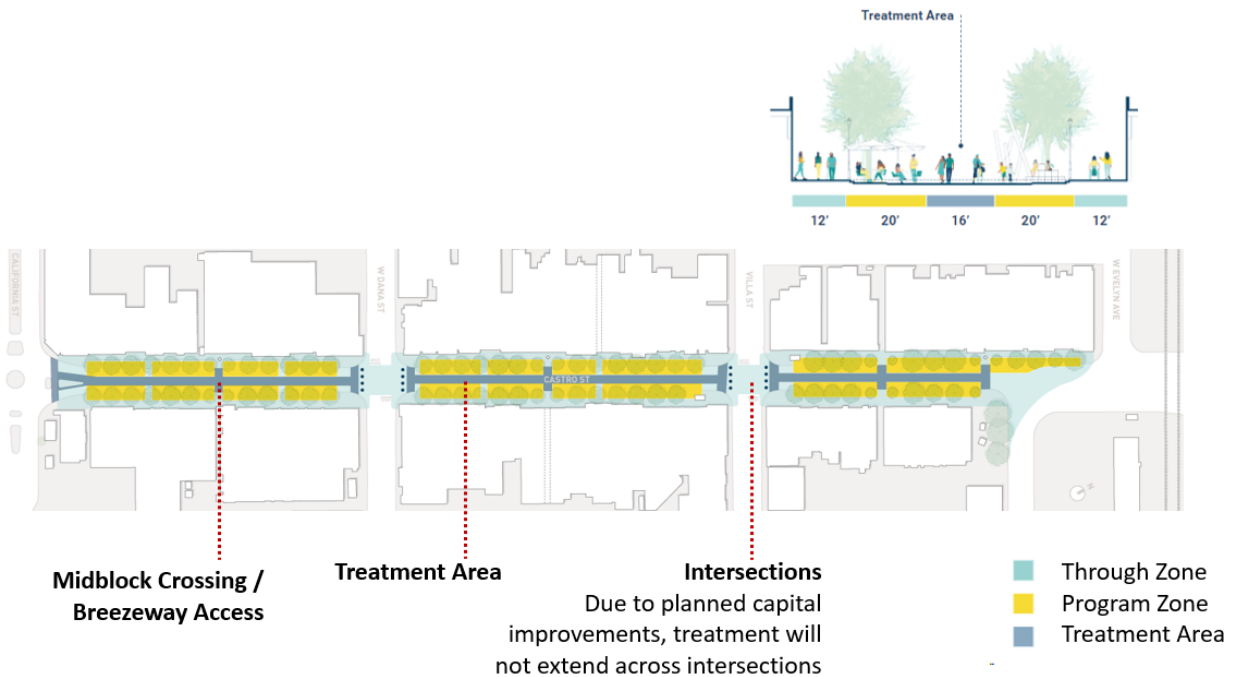 Treatment Area
12’
20’
16’
20’
12’
CALIFORNIA ST
W DANA ST
VILLA ST
W EVELYN AVE
CASTRO ST
N
Midblock Crossing /
Breezeway Access
Treatment Area
Intersections
Due to planned capital
improvements, treatment will
not extend across intersections
Through Zone
Program Zone
Treatment Area